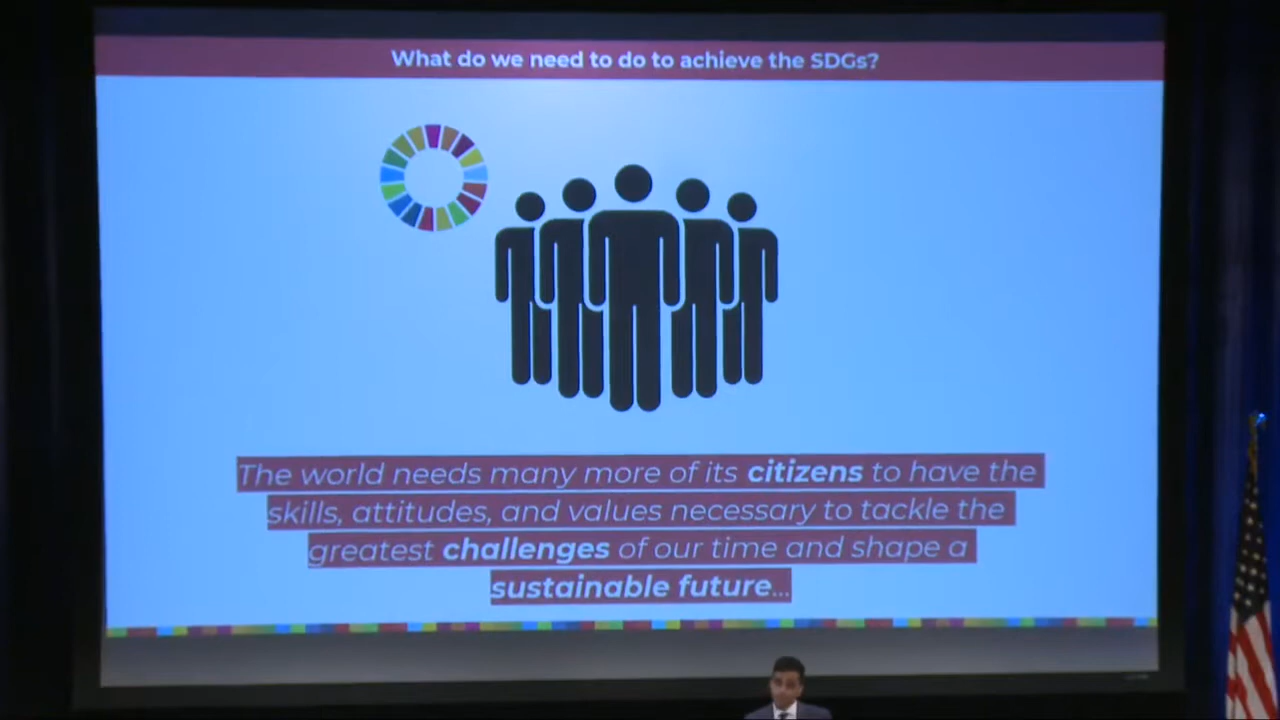 What do we need to do to achieve the SDGs?
The world needs many more of its citizens to have the
skills, attitudes, and values necessary to tackle the
greatest challenges of our time and shape a
sustainable future...